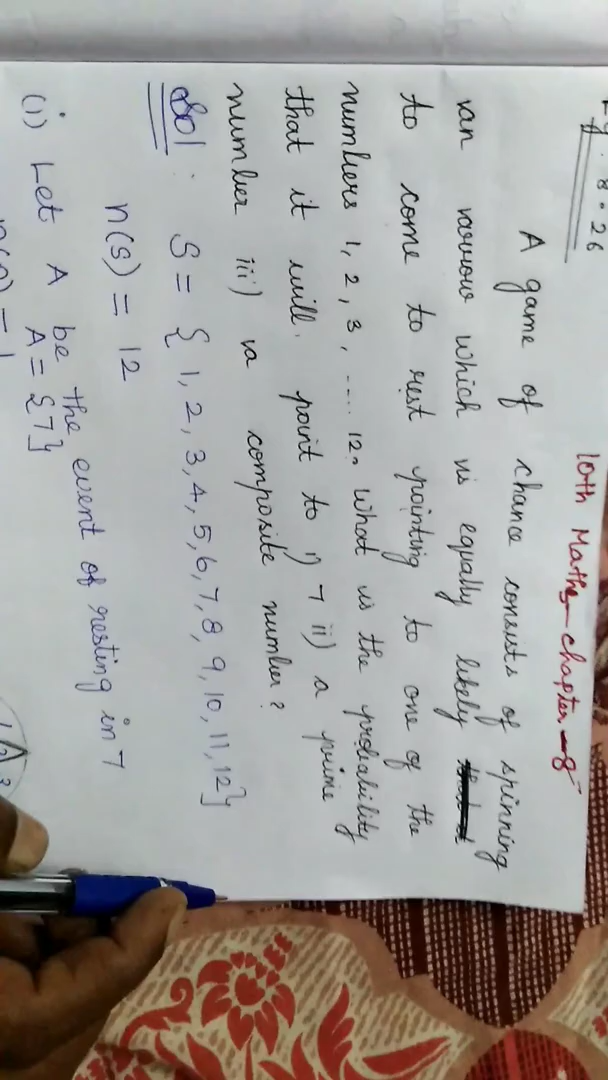 10th Maths - chapter - 8
8.26
A game of chance consists of spinning
an arrow which is equally likely
to come to rest pointing to one of the
numbers 1, 2, 3, .... 12. What is the probability
that it will point to i) 7 ii) a prime
number iii) a composite number?
Sol :
S = { 1, 2, 3, 4, 5, 6, 7, 8, 9, 10, 11, 12}
n(S) = 12
(i) Let A be the event of resting in 7
A = {7}